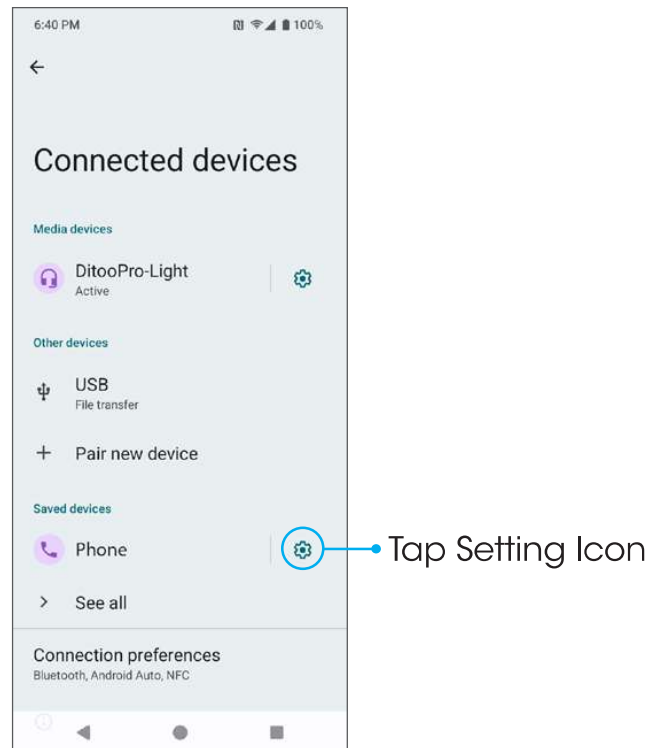 6:40 PM 100%
Connected devices
Media devices
DitooPro-Light
Active
Other devices
USB
File transfer
Pair new device
Saved devices
Phone
Tap Setting Icon
See all
Connection preferences
Bluetooth, Android Auto, NFC